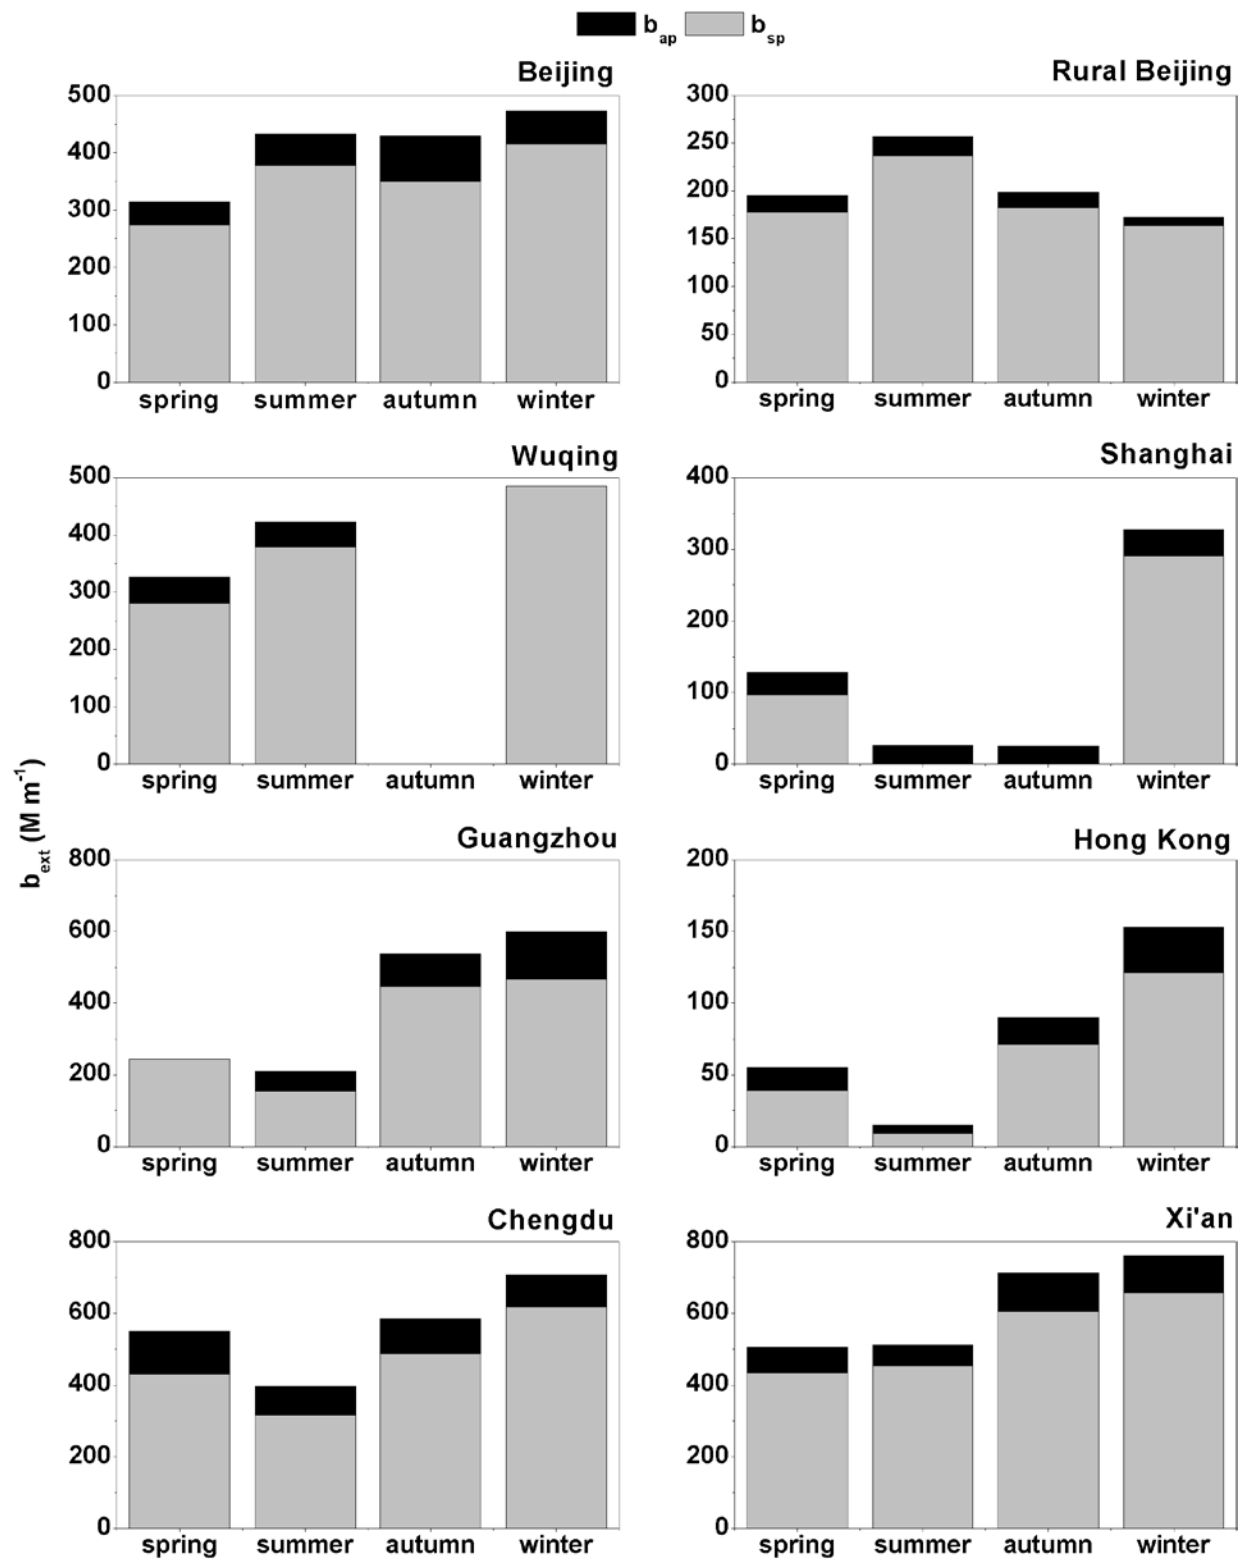 b_ap b_sp
b_ext (M m⁻¹)
Beijing
500
400
300
200
100
0
spring summer autumn winter
Rural Beijing
300
250
200
150
100
50
0
spring summer autumn winter
Wuqing
500
400
300
200
100
0
spring summer autumn winter
Shanghai
400
300
200
100
0
spring summer autumn winter
Guangzhou
800
600
400
200
0
spring summer autumn winter
Hong Kong
200
150
100
50
0
spring summer autumn winter
Chengdu
800
600
400
200
0
spring summer autumn winter
Xi'an
800
600
400
200
0
spring summer autumn winter